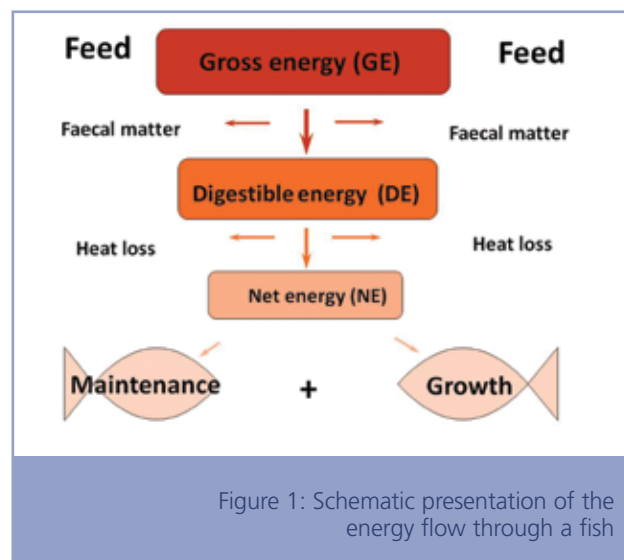 Feed Feed
Gross energy (GE)
Faecal matter Faecal matter
Digestible energy (DE)
Heat loss Heat loss
Net energy (NE)
Maintenance + Growth
Figure 1: Schematic presentation of the
energy flow through a fish